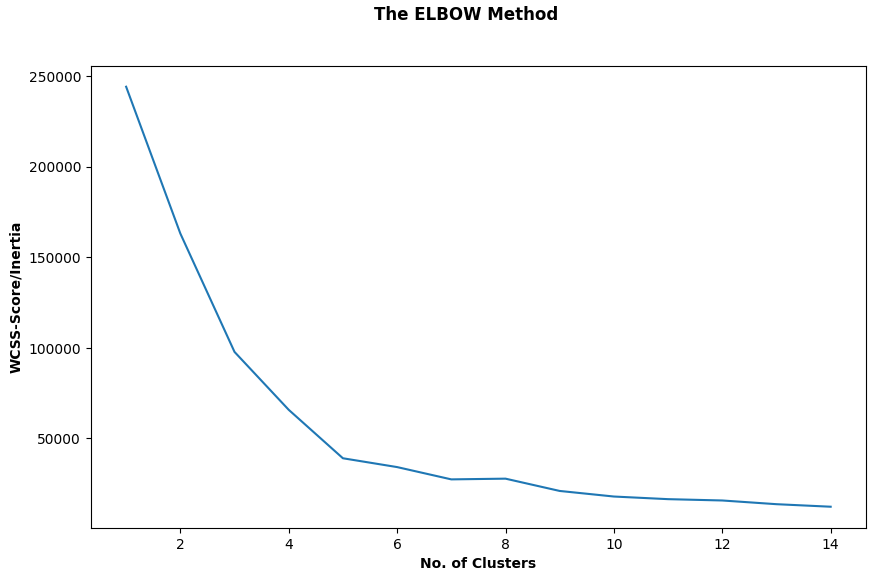 The ELBOW Method
250000
200000
150000
100000
50000
WCSS-Score/Inertia
2 4 6 8 10 12 14
No. of Clusters